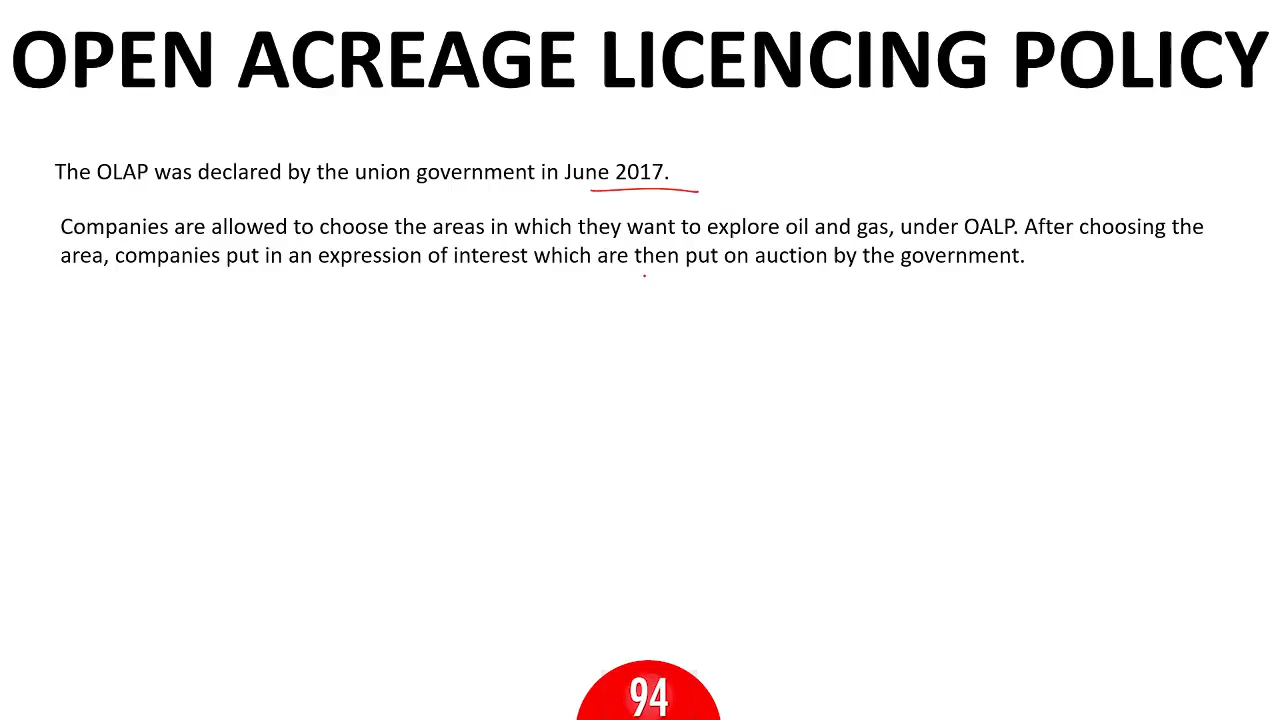 OPEN ACREAGE LICENCING POLICY
The OLAP was declared by the union government in June 2017.
Companies are allowed to choose the areas in which they want to explore oil and gas, under OALP. After choosing the
area, companies put in an expression of interest which are then put on auction by the government.
94